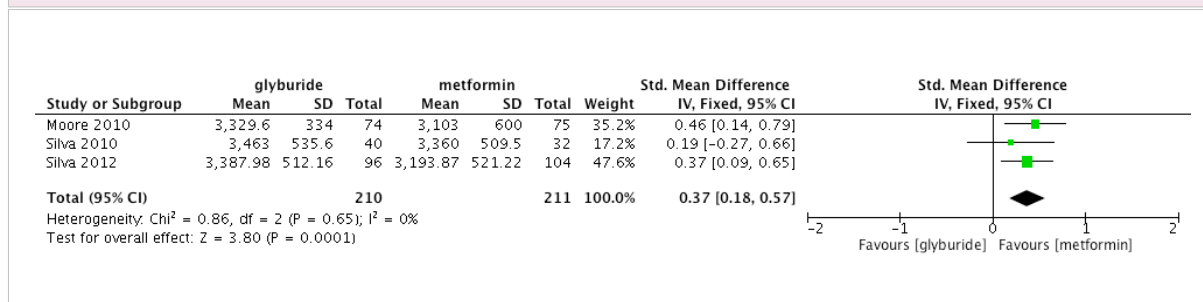 glyburide metformin Std. Mean Difference Std. Mean Difference
Study or Subgroup Mean SD Total Mean SD Total Weight IV, Fixed, 95% CI IV, Fixed, 95% CI
Moore 2010 3,329.6 334 74 3,103 600 75 35.2% 0.46 [0.14, 0.79]
Silva 2010 3,463 535.6 40 3,360 509.5 32 17.2% 0.19 [-0.27, 0.66]
Silva 2012 3,387.98 512.16 96 3,193.87 521.22 104 47.6% 0.37 [0.09, 0.65]
Total (95% CI) 210 211 100.0% 0.37 [0.18, 0.57]
Heterogeneity: Chi² = 0.86, df = 2 (P = 0.65); I² = 0%
-2 -1 0 1 2
Test for overall effect: Z = 3.80 (P = 0.0001)
Favours [glyburide] Favours [metformin]